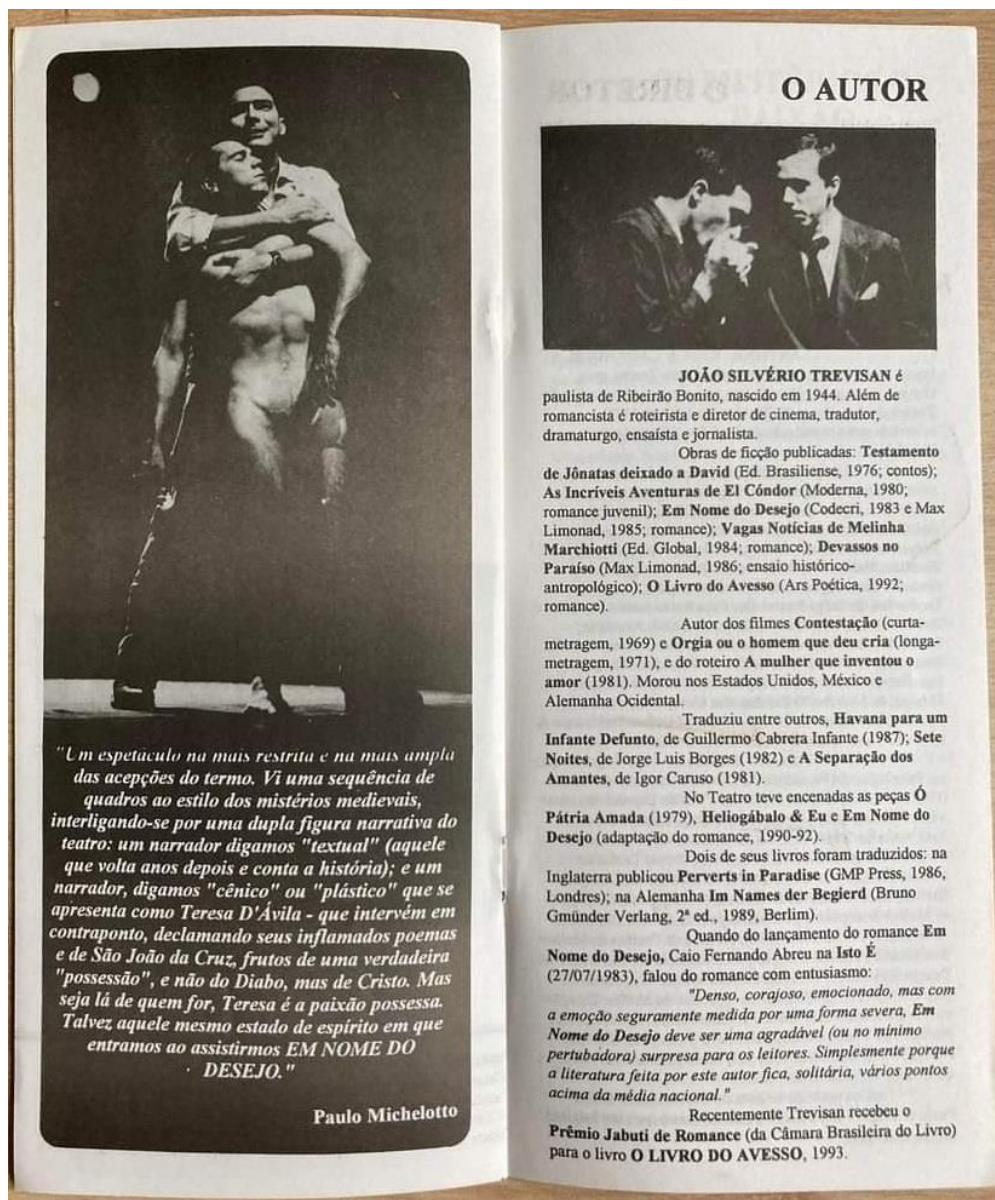 "Um espetáculo na mais restrita e na mais ampla
das acepções do termo. Vi uma sequência de
quadros ao estilo dos mistérios medievais,
interligando-se por uma dupla figura narrativa do
teatro: um narrador digamos "textual" (aquele
que volta anos depois e conta a história); e um
narrador, digamos "cênico" ou "plástico" que se
apresenta como Teresa D'Ávila - que intervém em
contraponto, declamando seus inflamados poemas
e de São João da Cruz, frutos de uma verdadeira
"possessão", e não do Diabo, mas de Cristo. Mas
seja lá de quem for, Teresa é a paixão possessa.
Talvez aquele mesmo estado de espírito em que
entramos ao assistirmos EM NOME DO
DESEJO."
Paulo Michelotto
O AUTOR
JOÃO SILVÉRIO TREVISAN é
paulista de Ribeirão Bonito, nascido em 1944. Além de
romancista é roteirista e diretor de cinema, tradutor,
dramaturgo, ensaísta e jornalista.
Obras de ficção publicadas: Testamento
de Jônatas deixado a David (Ed. Brasiliense, 1976; contos);
As Incríveis Aventuras de El Cóndor (Moderna, 1980;
romance juvenil); Em Nome do Desejo (Codecri, 1983 e Max
Limonad, 1985; romance); Vagas Notícias de Melinha
Marchiotti (Ed. Global, 1984; romance); Devassos no
Paraíso (Max Limonad, 1986; ensaio histórico-
antropológico); O Livro do Avesso (Ars Poética, 1992;
romance).
Autor dos filmes Contestação (curta-
metragem, 1969) e Orgia ou o homem que deu cria (longa-
metragem, 1971), e do roteiro A mulher que inventou o
amor (1981). Morou nos Estados Unidos, México e
Alemanha Ocidental.
Traduziu entre outros, Havana para um
Infante Defunto, de Guillermo Cabrera Infante (1987); Sete
Noites, de Jorge Luis Borges (1982) e A Separação dos
Amantes, de Igor Caruso (1981).
No Teatro teve encenadas as peças Ó
Pátria Amada (1979), Heliogábalo & Eu e Em Nome do
Desejo (adaptação do romance, 1990-92).
Dois de seus livros foram traduzidos: na
Inglaterra publicou Perverts in Paradise (GMP Press, 1986,
Londres); na Alemanha Im Names der Begierd (Bruno
Gmünder Verlang, 2ª ed., 1989, Berlim).
Quando do lançamento do romance Em
Nome do Desejo, Caio Fernando Abreu na Isto É
(27/07/1983), falou do romance com entusiasmo:
"Denso, corajoso, emocionado, mas com
a emoção seguramente medida por uma forma severa, Em
Nome do Desejo deve ser uma agradável (ou no mínimo
pertubadora) surpresa para os leitores. Simplesmente porque
a literatura feita por este autor fica, solitária, vários pontos
acima da média nacional."
Recentemente Trevisan recebeu o
Prêmio Jabuti de Romance (da Câmara Brasileira do Livro)
para o livro O LIVRO DO AVESSO, 1993.